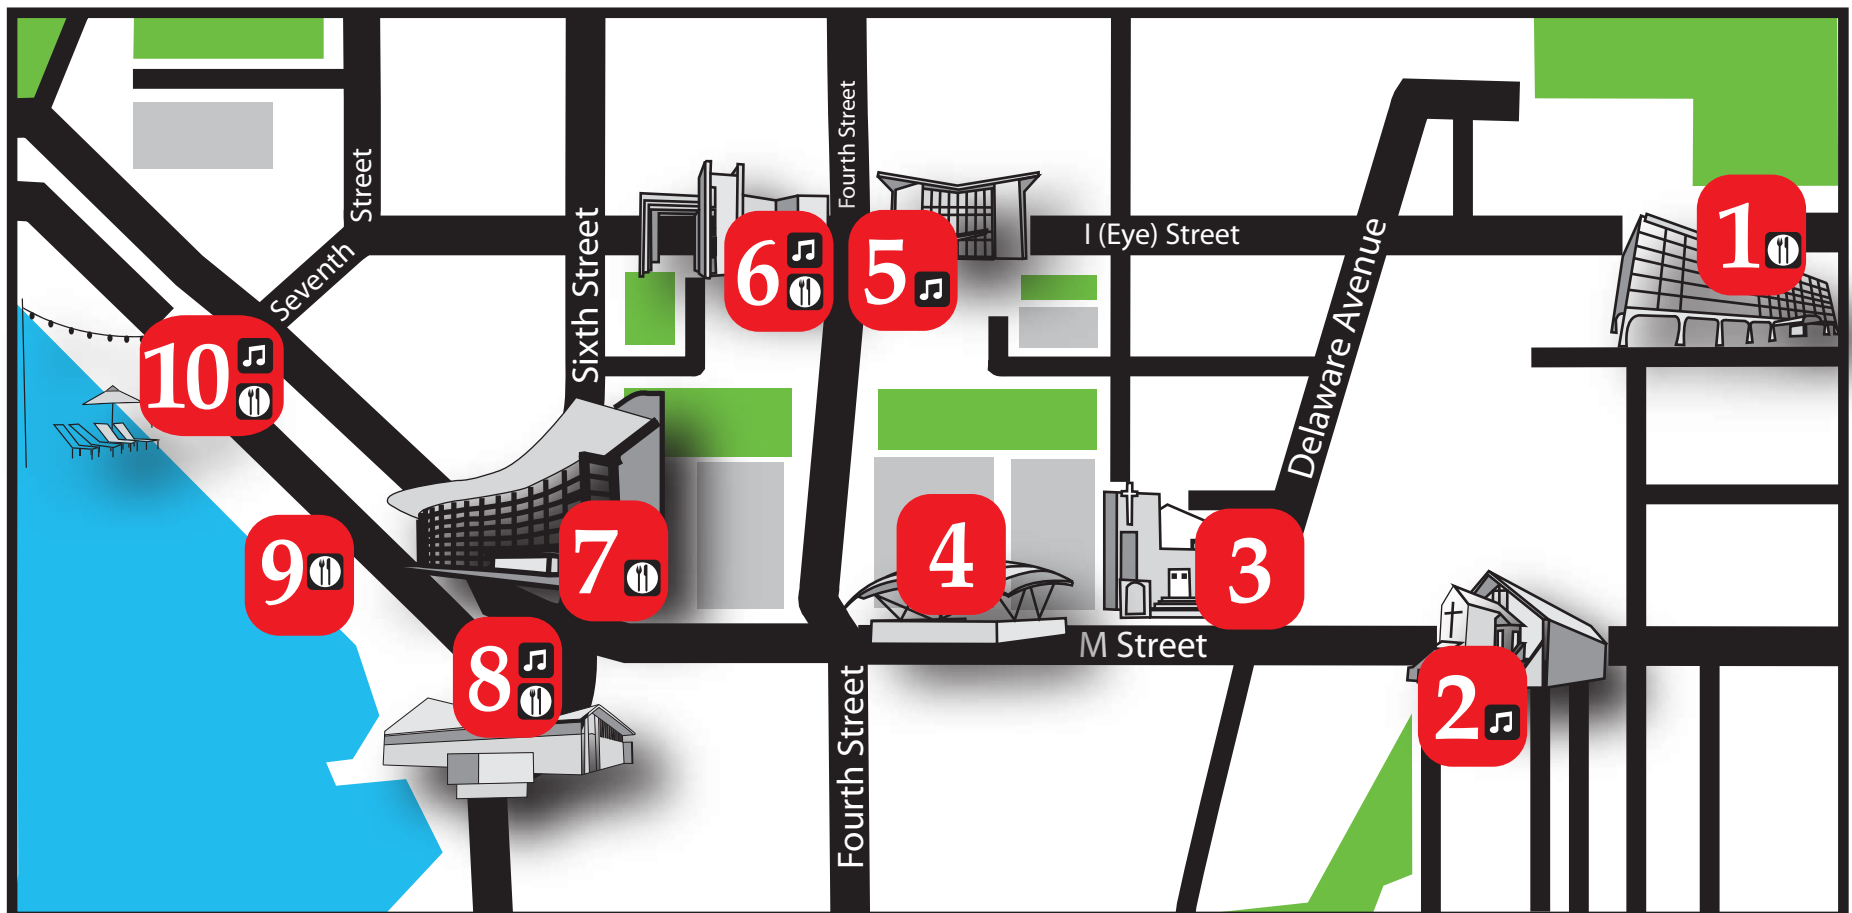 Fourth Street
Street
Seventh
Sixth Street
I (Eye) Street
Delaware Avenue
1
6
5
10
7
4
3
9
M Street
8
2
Fourth Street